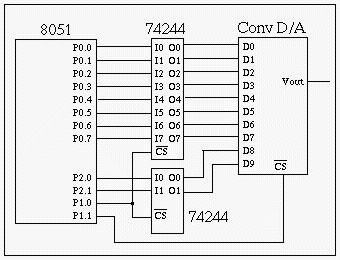 8051 74244 Conv D/A
P0.0 I0 O0 D0
P0.1 I1 O1 D1
P0.2 I2 O2 D2
P0.3 I3 O3 D3
P0.4 I4 O4 D4
P0.5 I5 O5 D5
P0.6 I6 O6 D6
P0.7 I7 O7 D7
Vout
CS D8
D9
CS
P2.0 I0 O0
P2.1 I1 O1
P1.0
P1.1 CS 74244